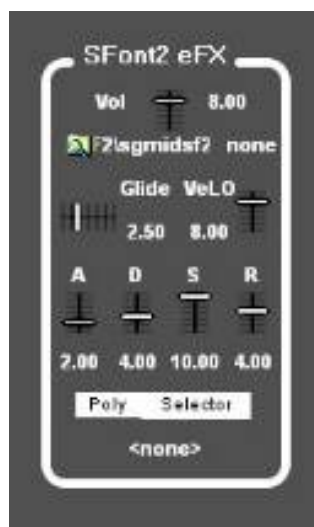 SFont2 eFX
Vol 8.00
F2\sgmidsf2 none
Glide VeLO
2.50 8.00
A D S R
2.00 4.00 10.00 4.00
Poly Selector
<none>